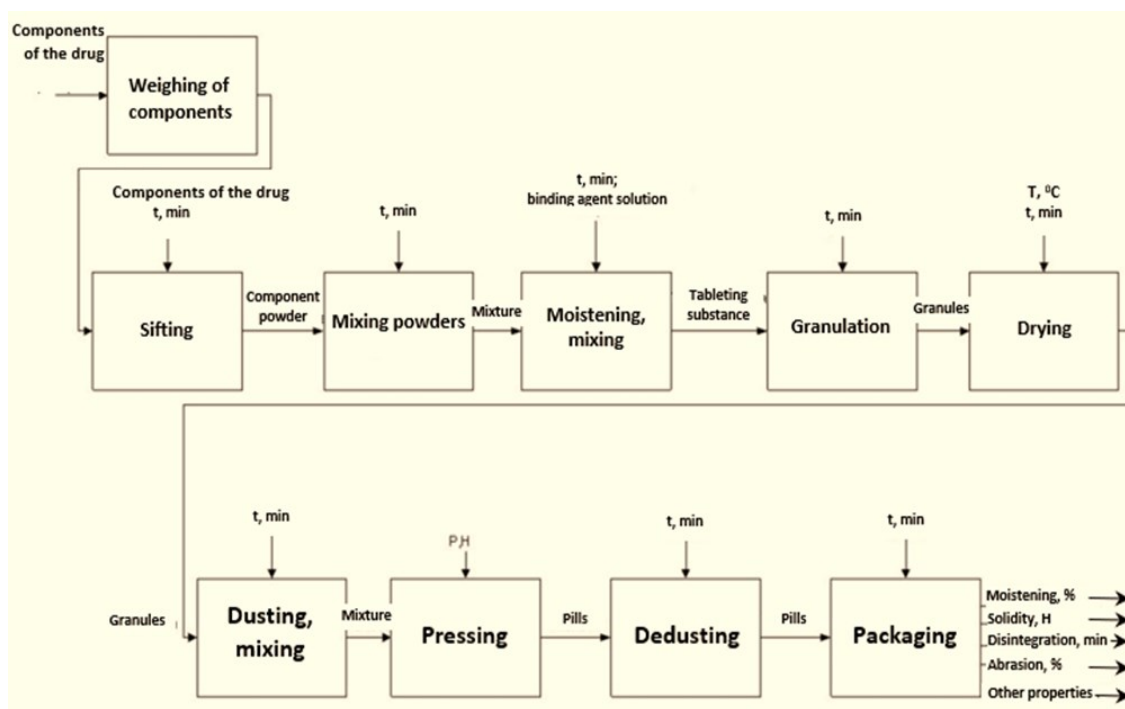 Components
of the drug
Weighing of
components
Components of the drug
t, min
Sifting
Component
powder
t, min
Mixing powders
Mixture
t, min;
binding agent solution
Moistening,
mixing
Tableting
substance
t, min
Granulation
Granules
T, ⁰C
t, min
Drying
Granules
t, min
Dusting,
mixing
Mixture
P,H
Pressing
Pills
t, min
Dedusting
Pills
t, min
Packaging
Moistening, %
Solidity, H
Disintegration, min
Abrasion, %
Other properties